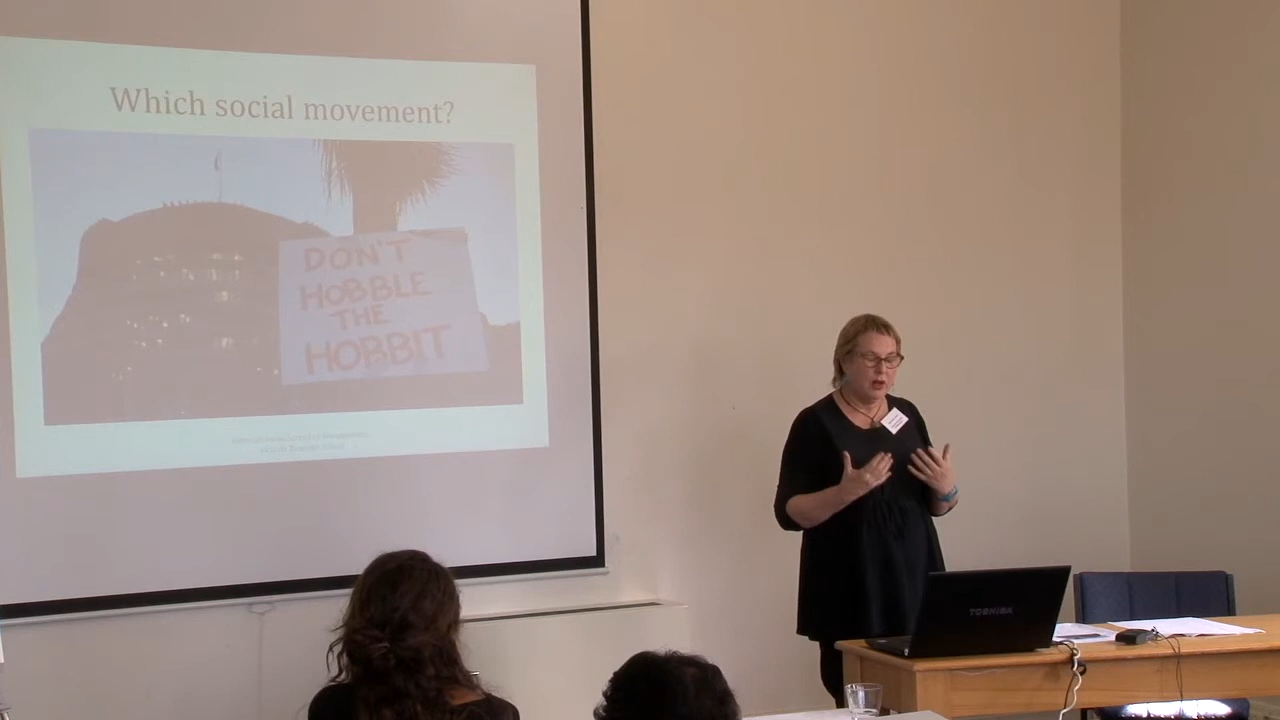 Which social movement?
DON'T
HOBBLE
THE
HOBBIT
TOSHIBA